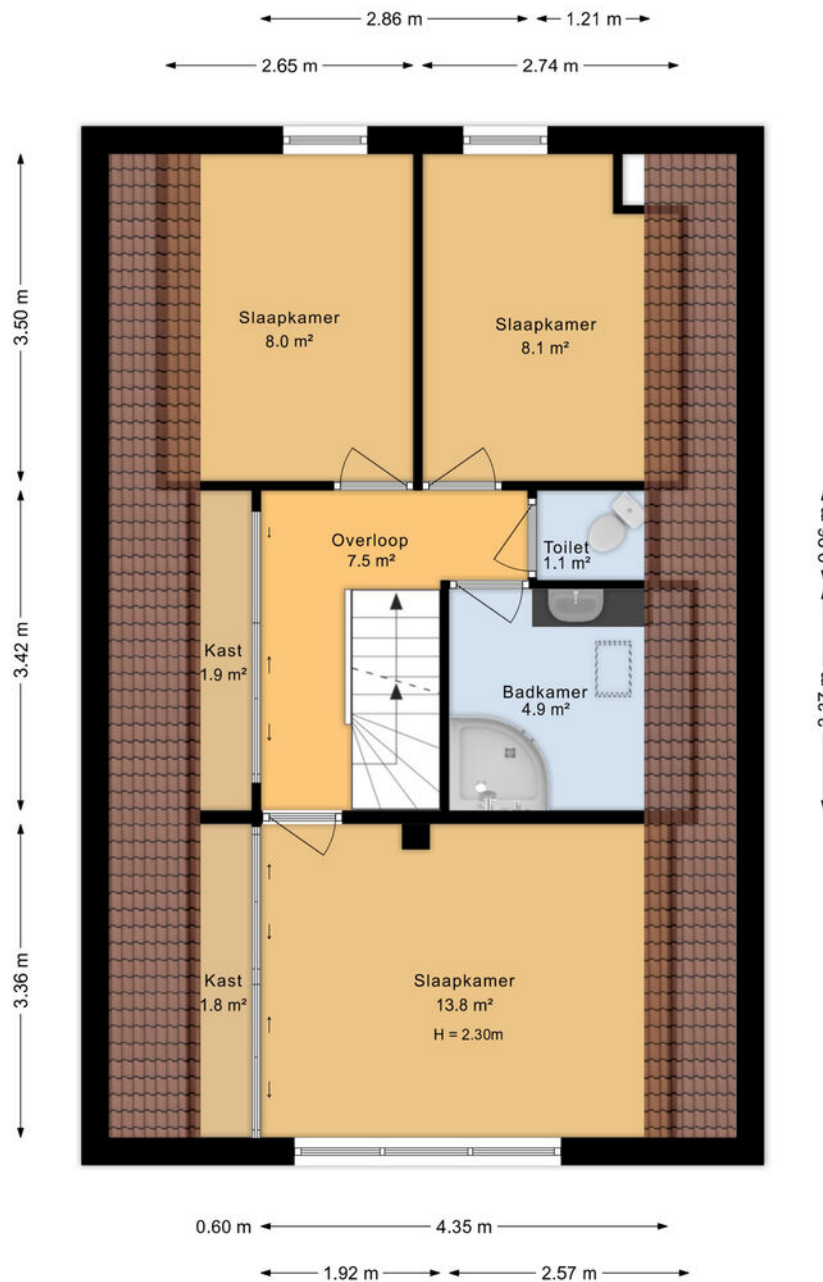 2.86 m
1.21 m
2.65 m
2.74 m
3.50 m
Slaapkamer
8.0 m²
Slaapkamer
8.1 m²
Overloop
7.5 m²
Toilet
1.1 m²
3.42 m
Kast
1.9 m²
Badkamer
4.9 m²
3.36 m
Kast
1.8 m²
Slaapkamer
13.8 m²
H = 2.30m
0.60 m
4.35 m
1.92 m
2.57 m